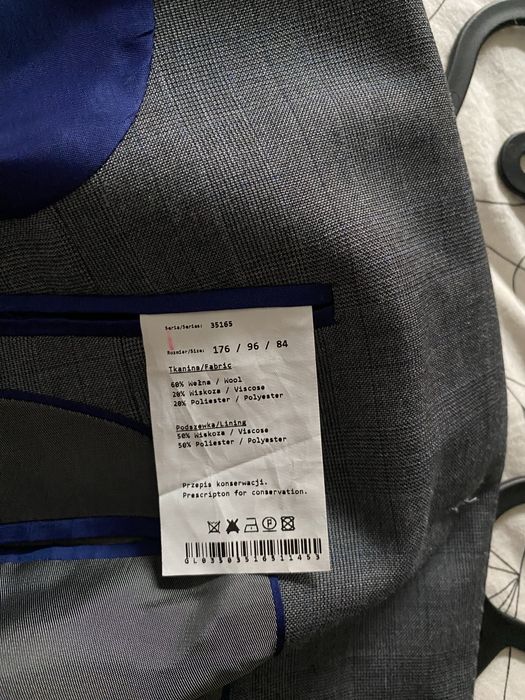 Seria/Series: 35165
Rozmiar/Size: 176 / 96 / 84
Tkanina/Fabric
60% Wełna / Wool
20% Wiskoza / Viscose
20% Poliester / Polyester
Podszewka/Lining
50% Wiskoza / Viscose
50% Poliester / Polyester
Przepis konserwacji.
Prescripton for conservation.
P
GL03503516511453